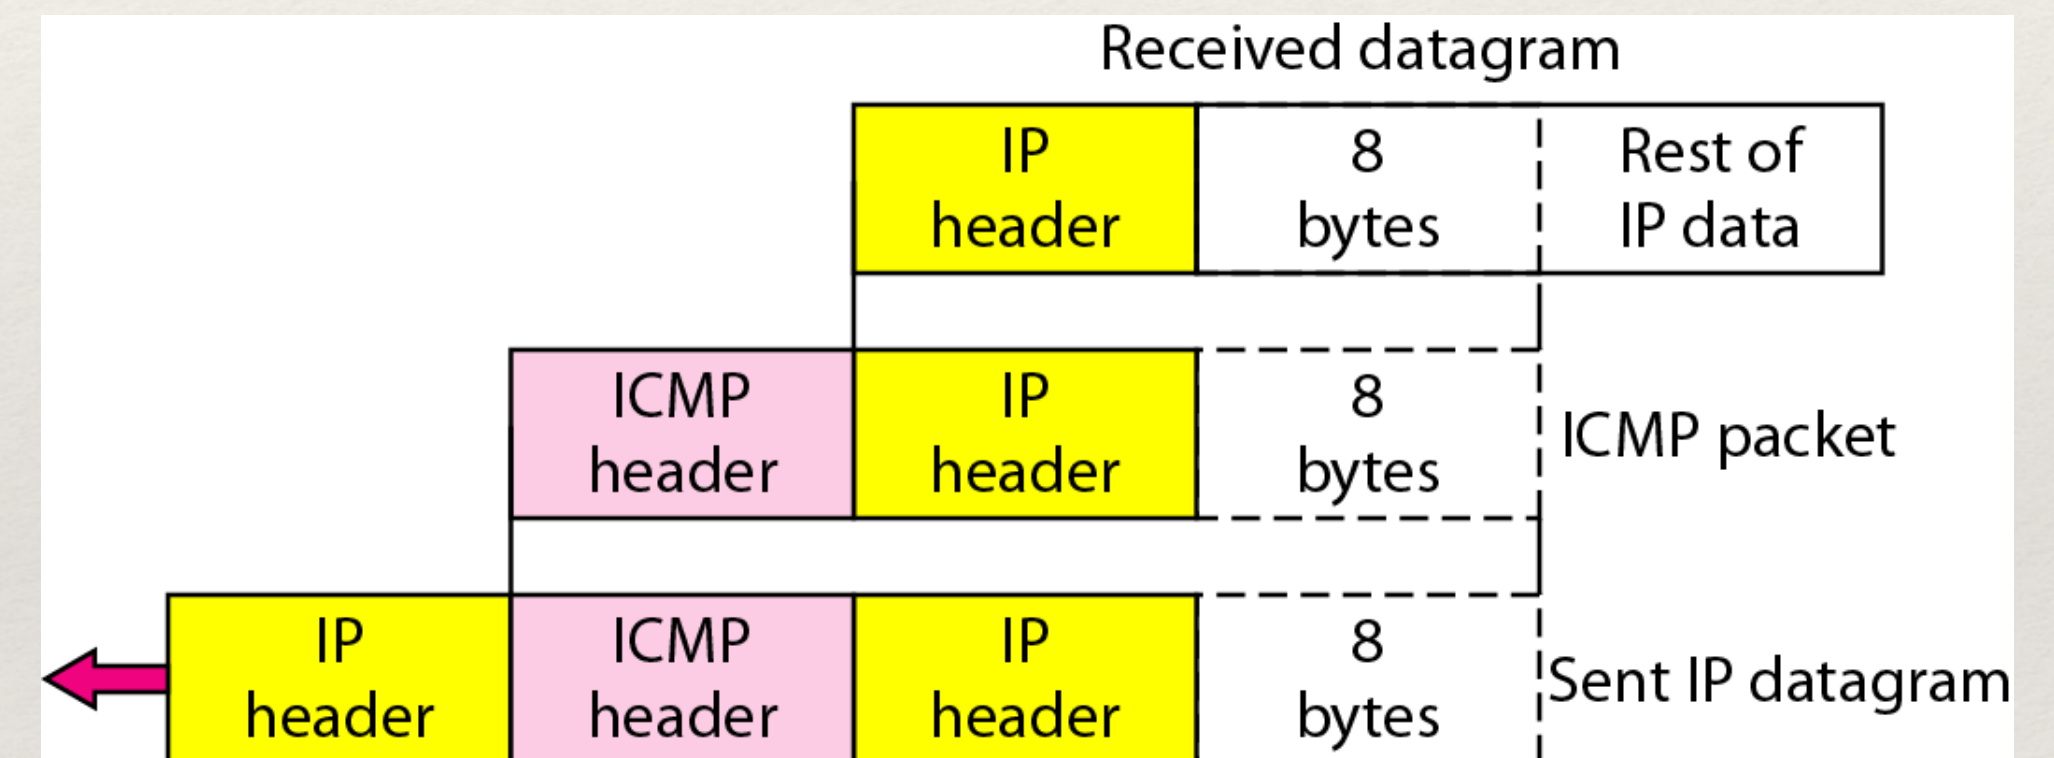 Received datagram
IP
header
8
bytes
Rest of
IP data
ICMP
header
IP
header
8
bytes
ICMP packet
IP
header
ICMP
header
IP
header
8
bytes
Sent IP datagram